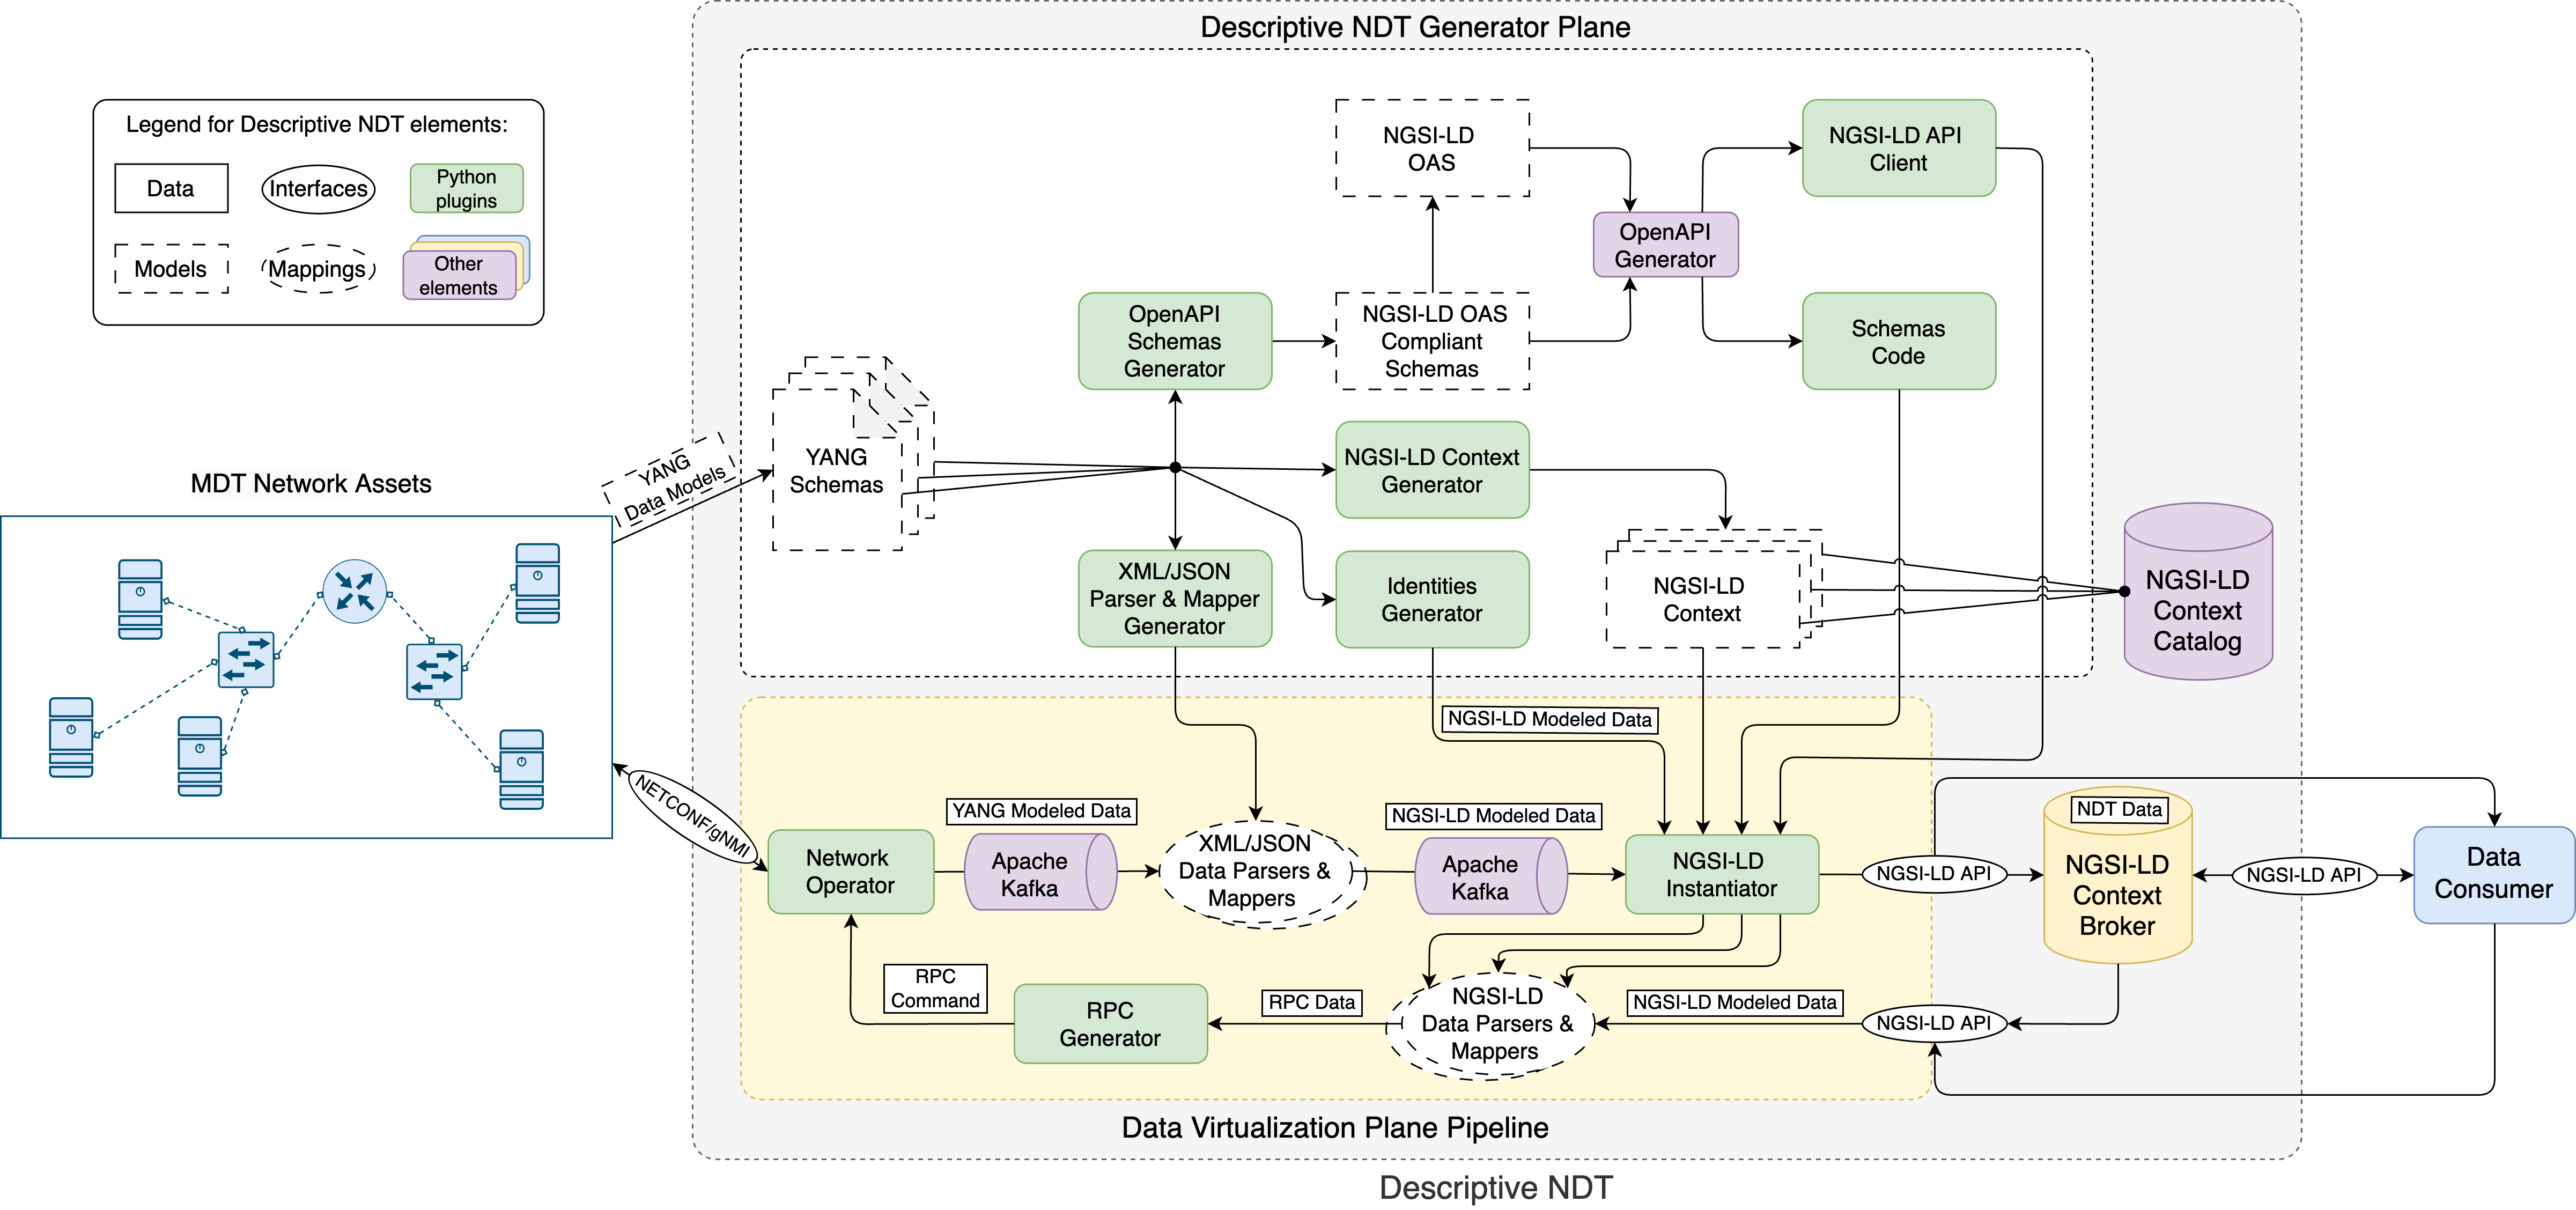 Descriptive NDT Generator Plane
Legend for Descriptive NDT elements:
Data
Interfaces
Python
plugins
Models
Mappings
Other
elements
NGSI-LD
OAS
NGSI-LD API
Client
OpenAPI
Generator
OpenAPI
Schemas
Generator
NGSI-LD OAS
Compliant
Schemas
Schemas
Code
YANG
Data Models
YANG
Schemas
NGSI-LD Context
Generator
MDT Network Assets
XML/JSON
Parser & Mapper
Generator
Identities
Generator
NGSI-LD
Context
NGSI-LD
Context
Catalog
NGSI-LD Modeled Data
NETCONF/gNMI
Network
Operator
YANG Modeled Data
Apache
Kafka
XML/JSON
Data Parsers &
Mappers
NGSI-LD Modeled Data
Apache
Kafka
NGSI-LD
Instantiator
NGSI-LD API
NDT Data
NGSI-LD
Context
Broker
NGSI-LD API
Data
Consumer
RPC
Command
RPC
Generator
RPC Data
NGSI-LD
Data Parsers &
Mappers
NGSI-LD Modeled Data
NGSI-LD API
Data Virtualization Plane Pipeline
Descriptive NDT